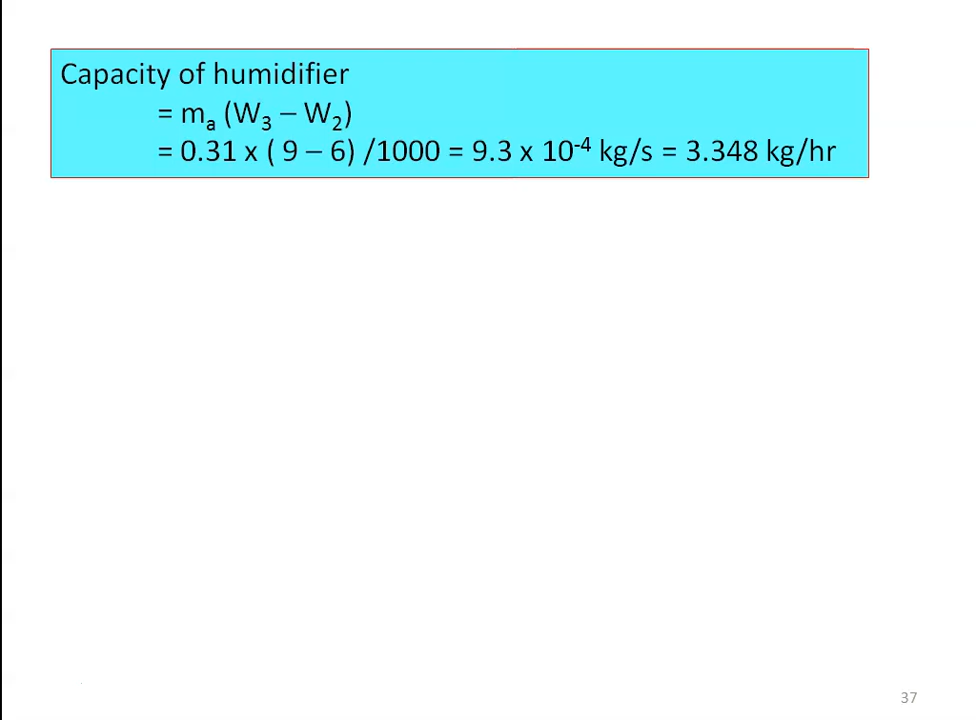 Capacity of humidifier
= mₐ (W₃ – W₂)
= 0.31 x ( 9 – 6) /1000 = 9.3 x 10⁻⁴ kg/s = 3.348 kg/hr
37